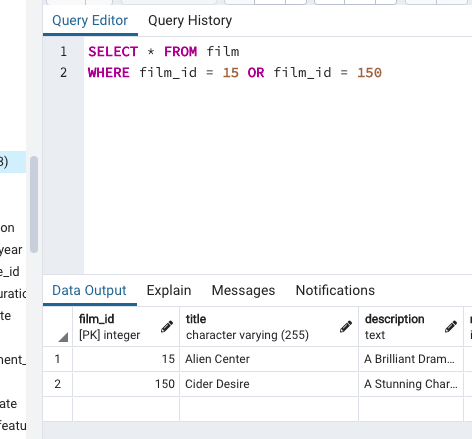 Query Editor Query History
1 SELECT * FROM film
2 WHERE film_id = 15 OR film_id = 150
3)
on
year
e_id
uratio
te
ment_
ate
featu
Data Output Explain Messages Notifications
film_id title description
[PK] integer character varying (255) text
1 15 Alien Center A Brilliant Dram...
2 150 Cider Desire A Stunning Char...